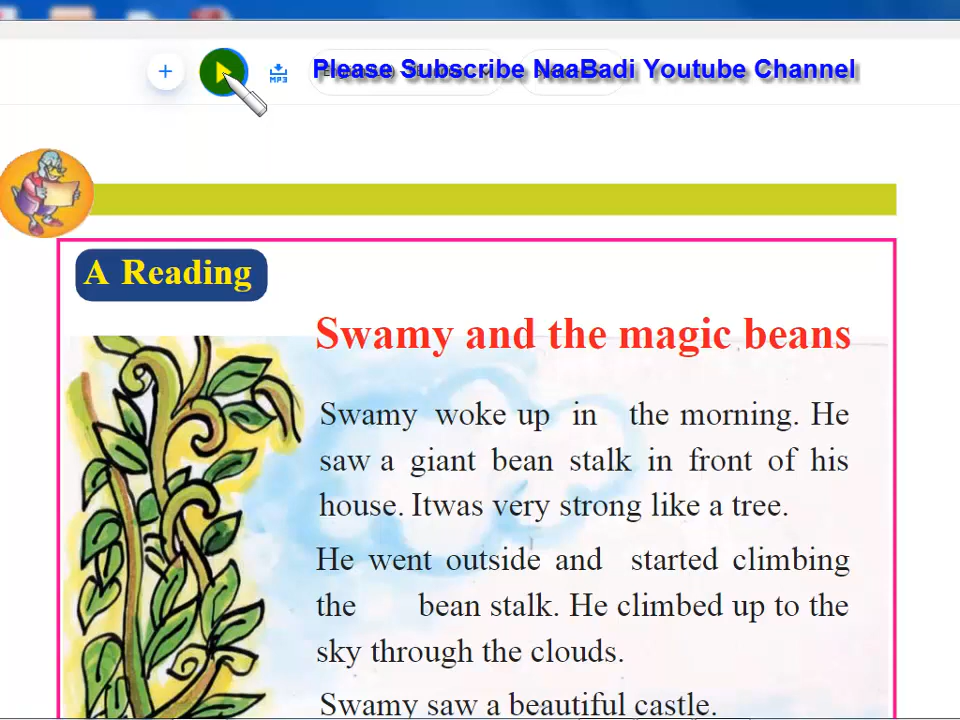 MP3
Please Subscribe NaaBadi Youtube Channel
A Reading
Swamy and the magic beans
Swamy woke up in the morning. He
saw a giant bean stalk in front of his
house. Itwas very strong like a tree.
He went outside and started climbing
the bean stalk. He climbed up to the
sky through the clouds.
Swamy saw a beautiful castle.